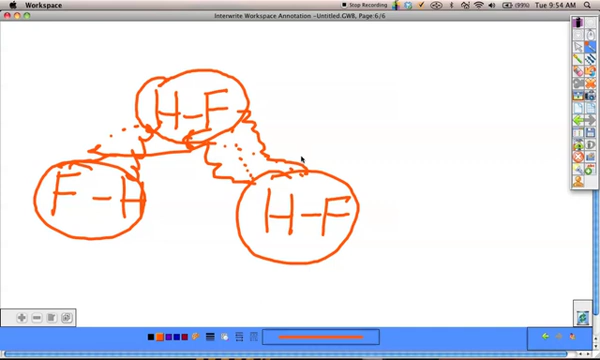 Workspace
Stop Recording
(99%)
Tue 9:54 AM
Interwrite Workspace Annotation -Untitled.GWB, Page:6/6
H-F
F-H
H-F